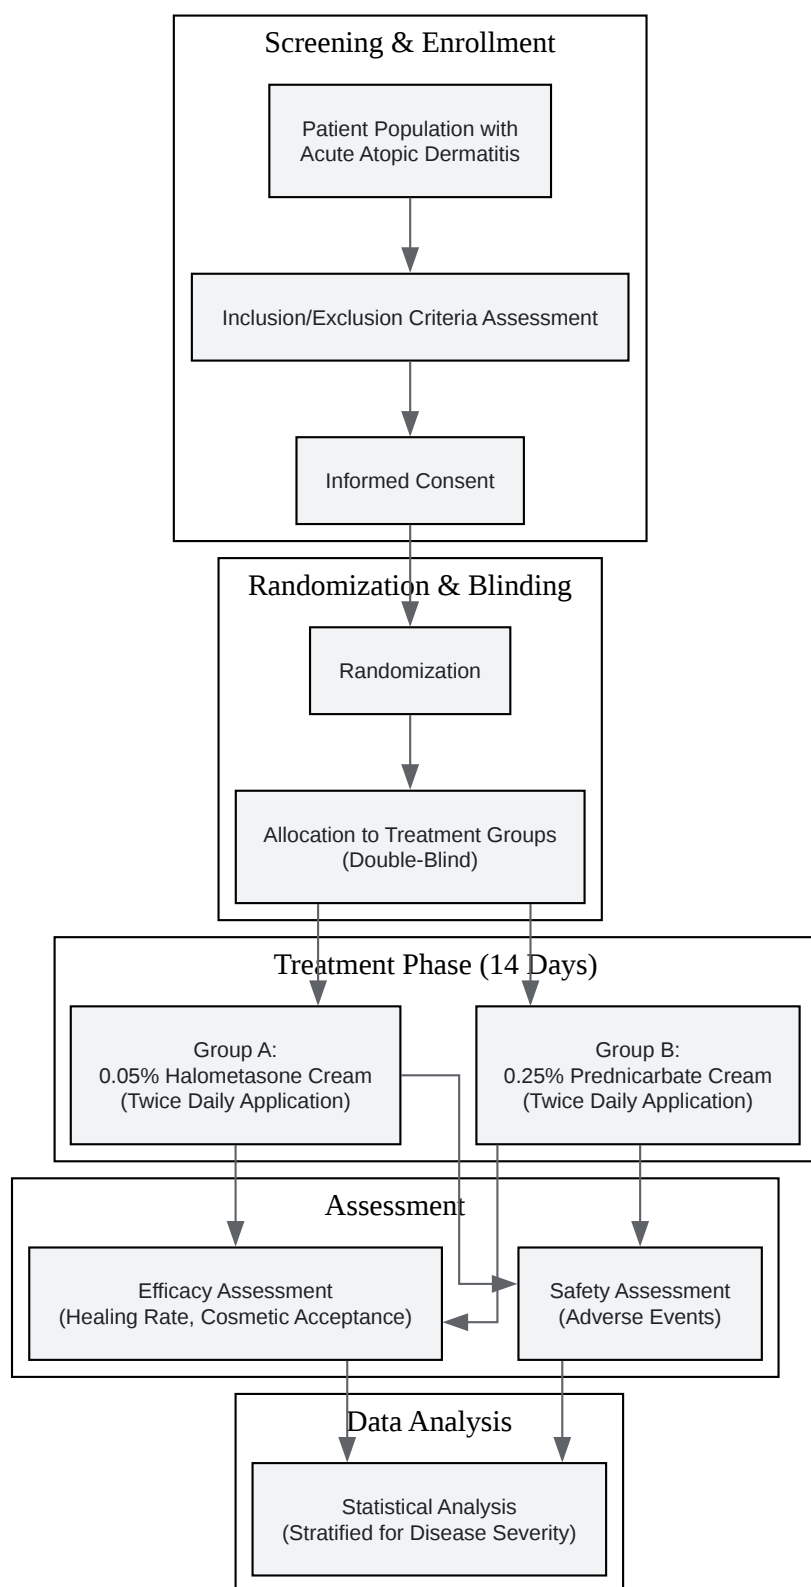 Screening & Enrollment
Patient Population with
Acute Atopic Dermatitis
Inclusion/Exclusion Criteria Assessment
Informed Consent
Randomization & Blinding
Randomization
Allocation to Treatment Groups
(Double-Blind)
Treatment Phase (14 Days)
Group A:
0.05% Halometasone Cream
(Twice Daily Application)
Group B:
0.25% Prednicarbate Cream
(Twice Daily Application)
Assessment
Efficacy Assessment
(Healing Rate, Cosmetic Acceptance)
Safety Assessment
(Adverse Events)
Data Analysis
Statistical Analysis
(Stratified for Disease Severity)